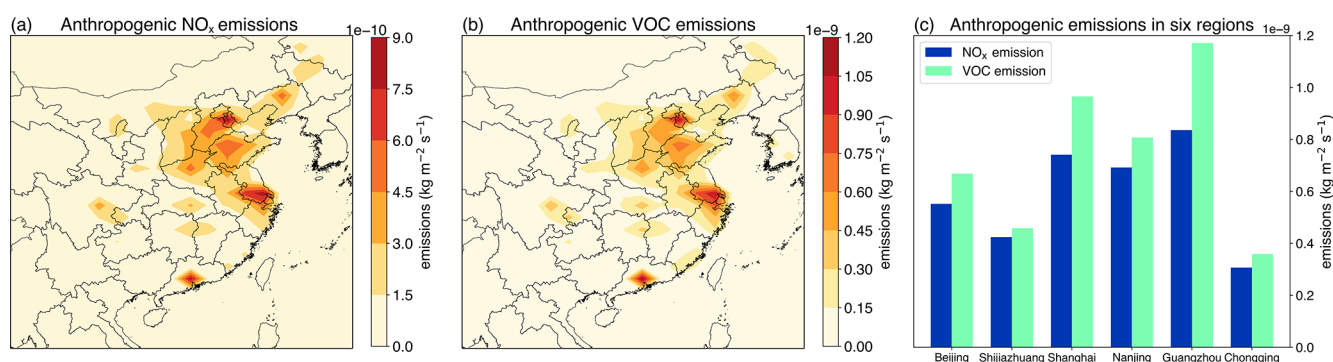 (a) Anthropogenic NOₓ emissions
1e−10
9.0
7.5
6.0
4.5
3.0
1.5
0.0
emissions (kg m⁻² s⁻¹)
(b) Anthropogenic VOC emissions
1e−9
1.20
1.05
0.90
0.75
0.60
0.45
0.30
0.15
0.00
emissions (kg m⁻² s⁻¹)
(c) Anthropogenic emissions in six regions
1e−9
NOₓ emission
VOC emission
1.2
1.0
0.8
0.6
0.4
0.2
0.0
emissions (kg m⁻² s⁻¹)
Beijing Shijiazhuang Shanghai Nanjing Guangzhou Chongqing